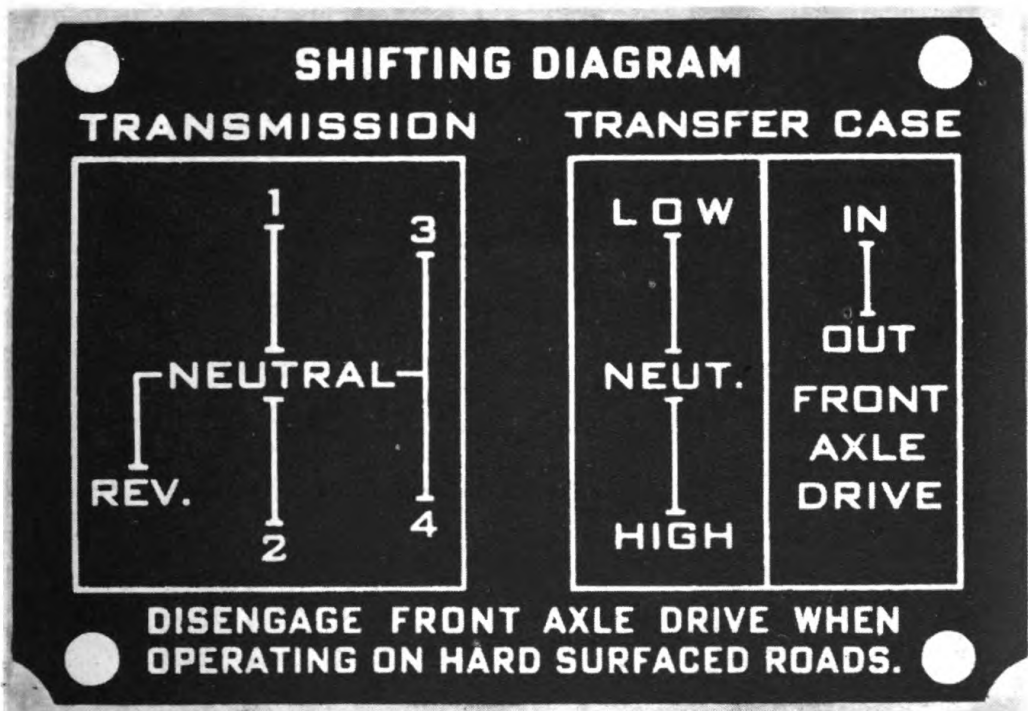 SHIFTING DIAGRAM
TRANSMISSION
1
3
NEUTRAL
REV.
2
4
TRANSFER CASE
LOW
NEUT.
HIGH
IN
OUT
FRONT
AXLE
DRIVE
DISENGAGE FRONT AXLE DRIVE WHEN
OPERATING ON HARD SURFACED ROADS.